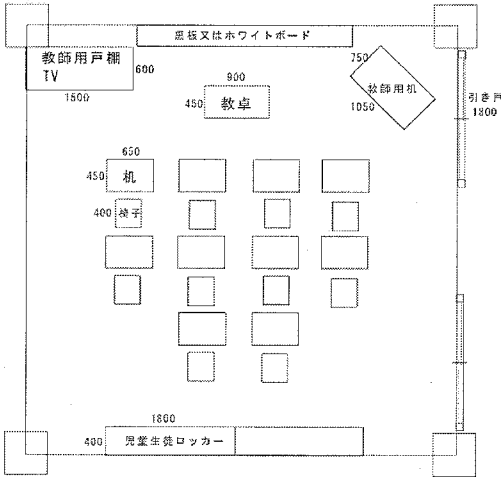 黒板又はホワイトボード
教師用戸棚
TV
600
1500
900
450
教卓
750
1050
教師用机
引き戸
1800
650
450
机
400
椅子
1800
400
児童生徒ロッカー